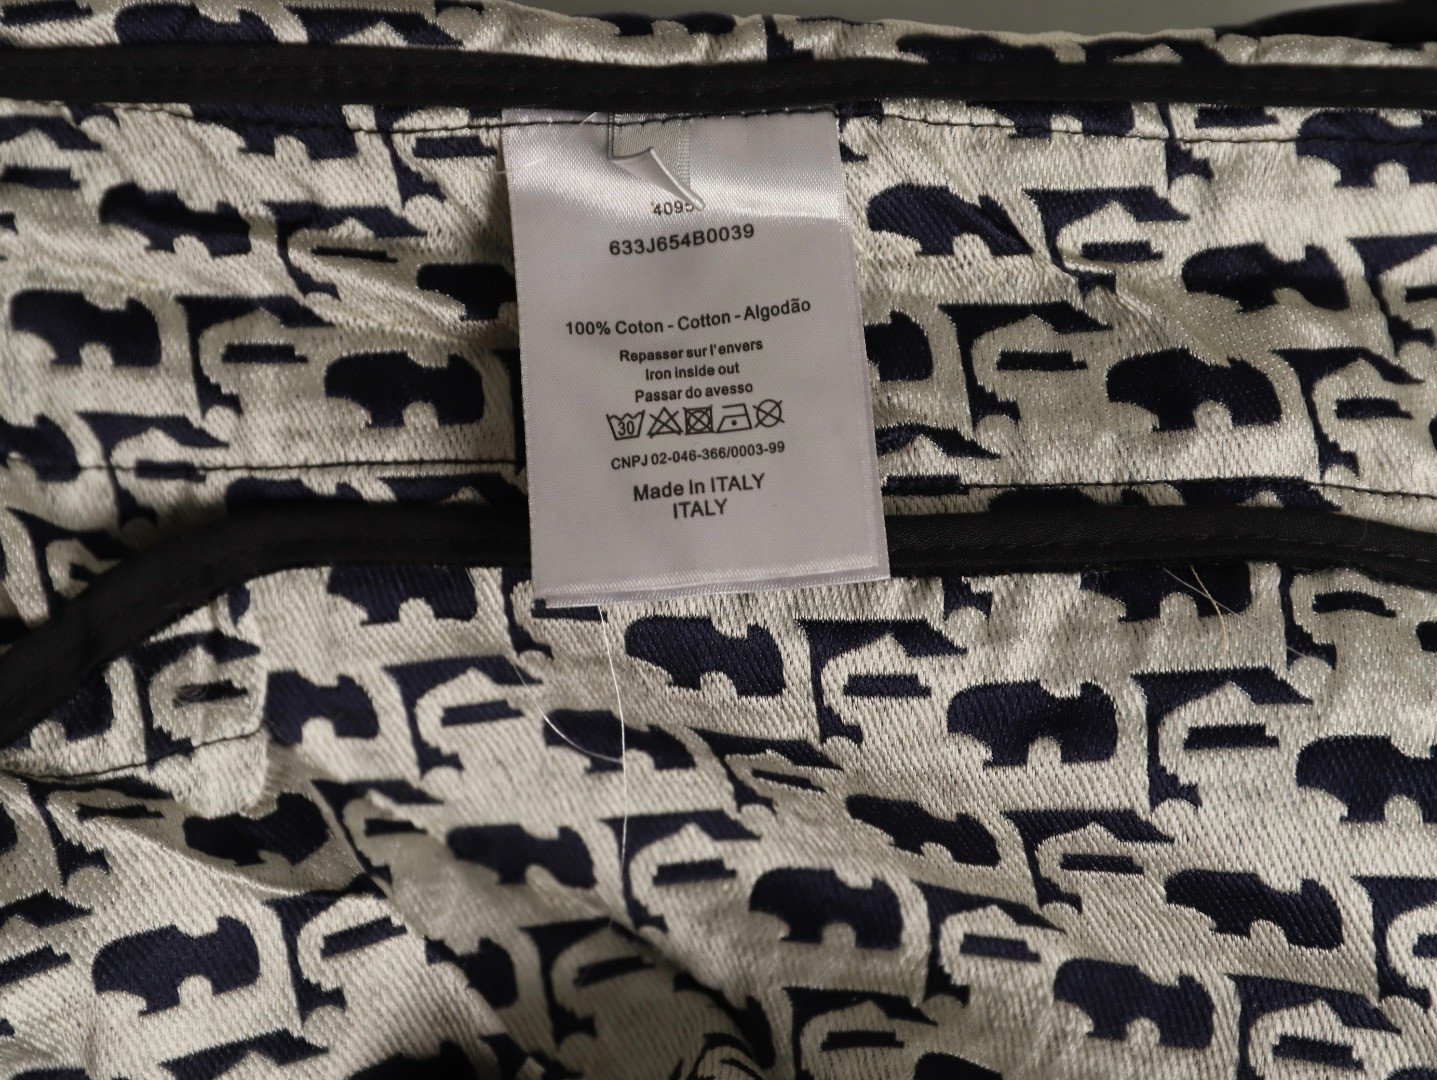 633J654B0039
100% Coton - Cotton - Algodão
Repasser sur l'envers
Iron inside out
Passar do avesso
30
CNPJ 02-046-366/0003-99
Made In ITALY
ITALY